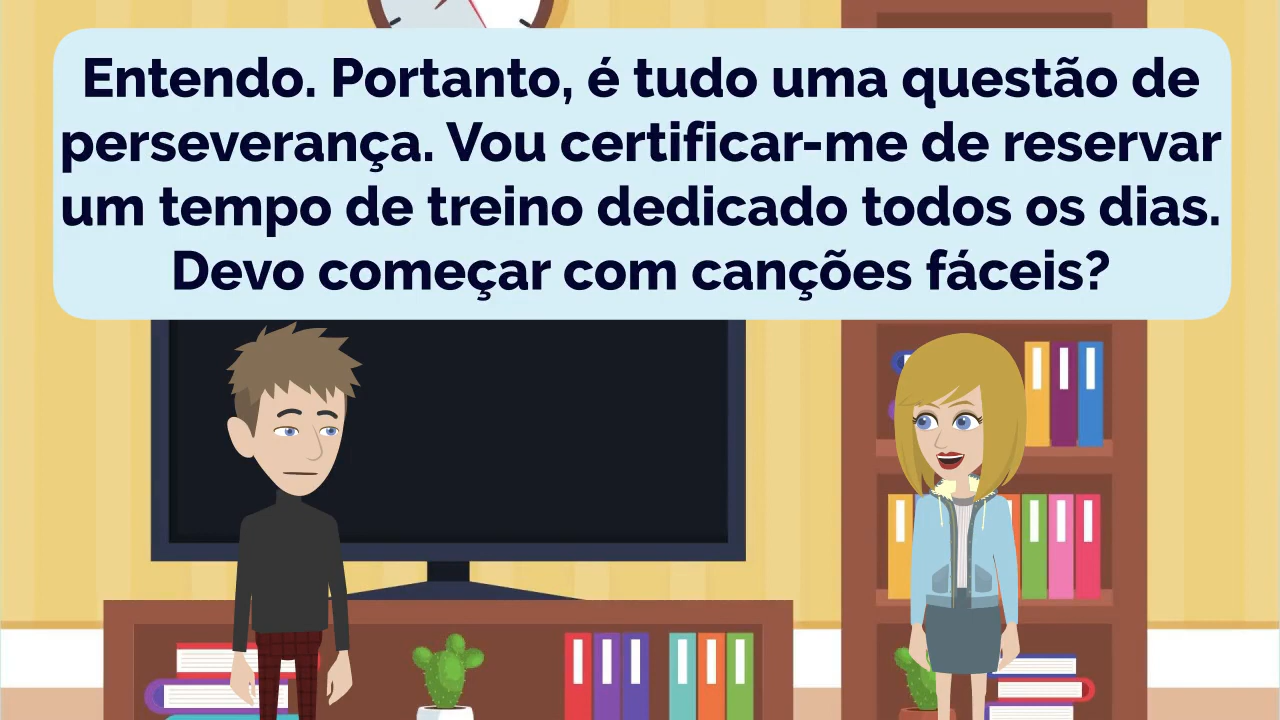 Entendo. Portanto, é tudo uma questão de
perseverança. Vou certificar-me de reservar
um tempo de treino dedicado todos os dias.
Devo começar com canções fáceis?